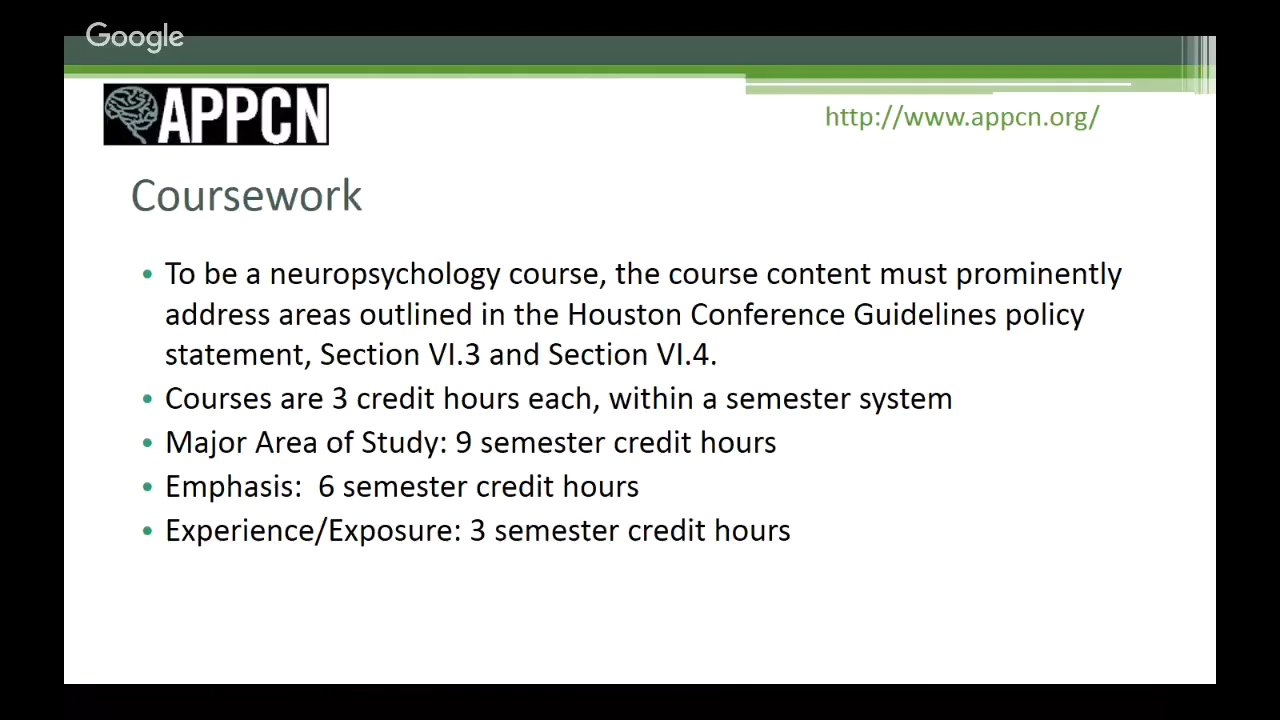 Google
APPCN
http://www.appcn.org/
Coursework
• To be a neuropsychology course, the course content must prominently
address areas outlined in the Houston Conference Guidelines policy
statement, Section VI.3 and Section VI.4.
• Courses are 3 credit hours each, within a semester system
• Major Area of Study: 9 semester credit hours
• Emphasis:  6 semester credit hours
• Experience/Exposure: 3 semester credit hours